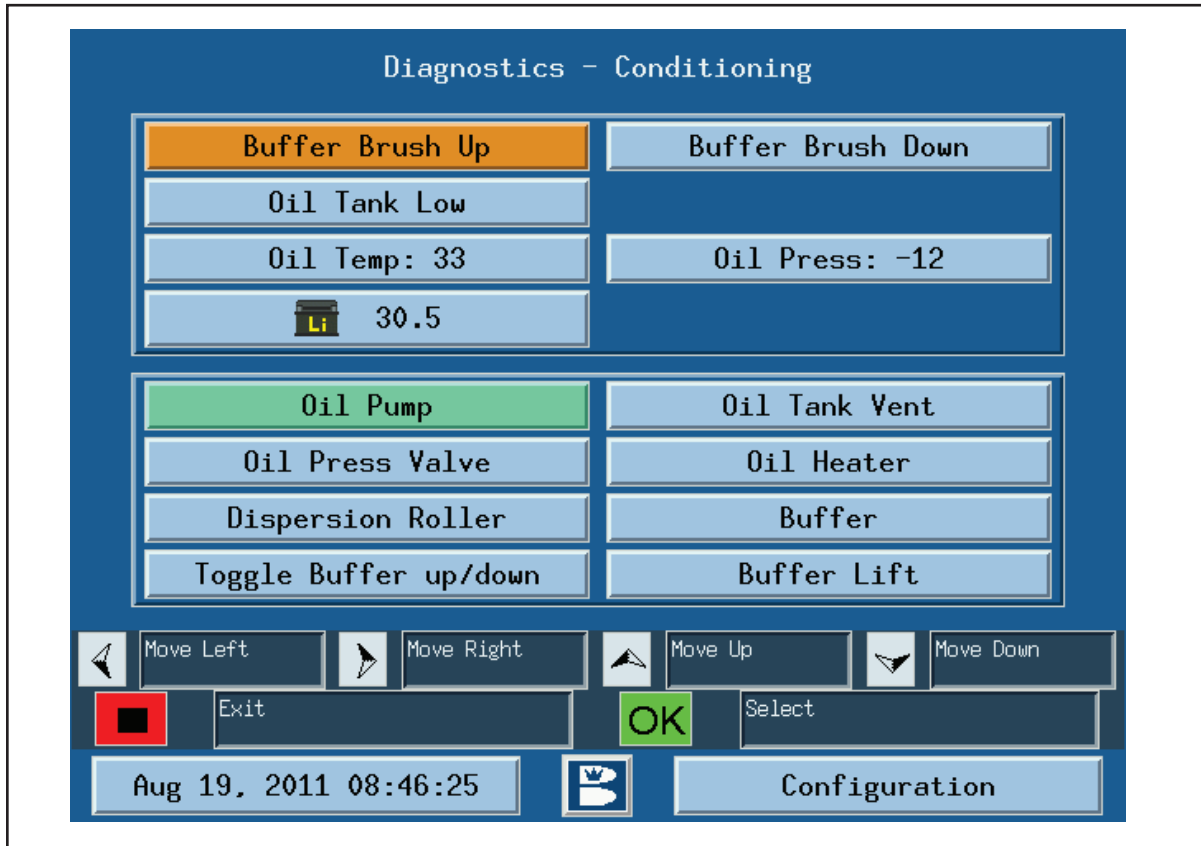 Diagnostics - Conditioning
Buffer Brush Up
Buffer Brush Down
Oil Tank Low
Oil Temp: 33
Oil Press: -12
Li 30.5
Oil Pump
Oil Tank Vent
Oil Press Valve
Oil Heater
Dispersion Roller
Buffer
Toggle Buffer up/down
Buffer Lift
Move Left
Move Right
Move Up
Move Down
Exit
OK
Select
Aug 19, 2011 08:46:25
Configuration